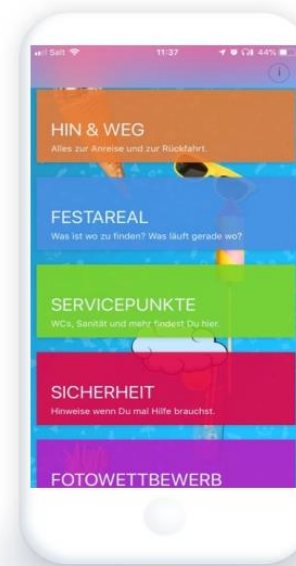 Salt 11:37 44%
HIN & WEG
Alles zur Anreise und zur Rückfahrt.
FESTAREAL
Was ist wo zu finden? Was läuft gerade wo?
SERVICEPUNKTE
WCs, Sanität und mehr findest Du hier.
SICHERHEIT
Hinweise wenn Du mal Hilfe brauchst.
FOTOWETTBEWERB